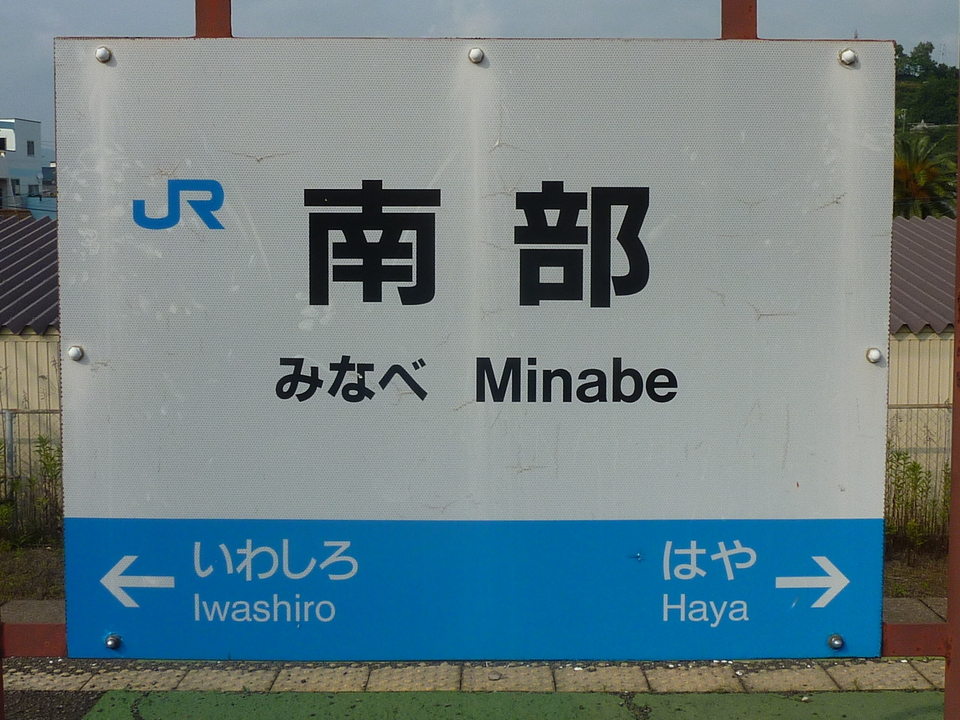 JR
南部
みなべ Minabe
← いわしろ はや →
Iwashiro Haya